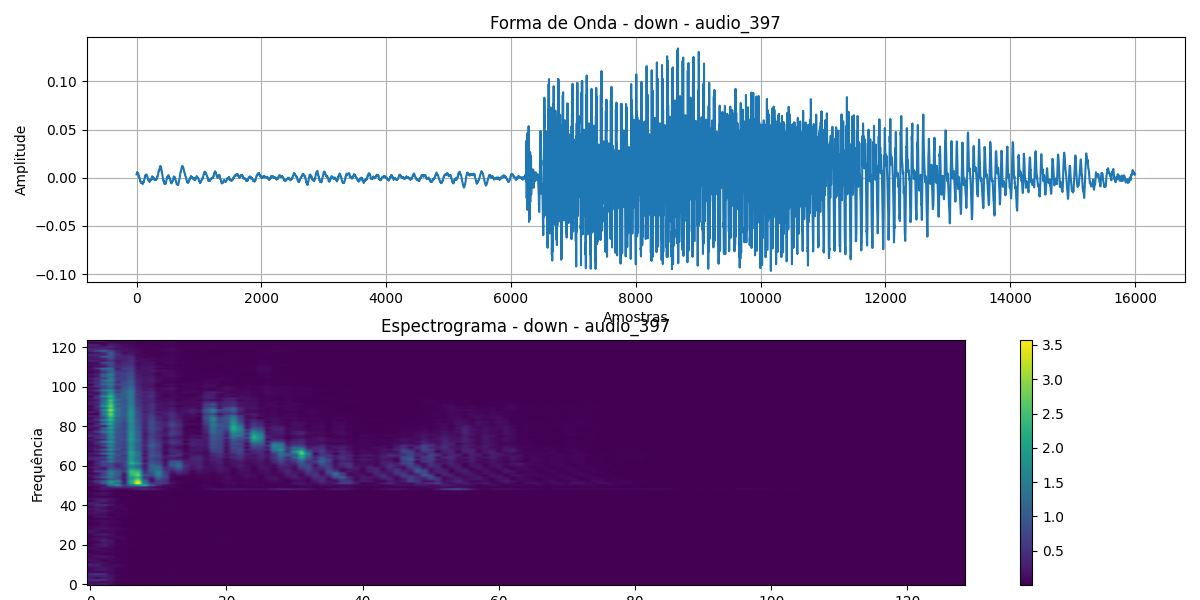 Forma de Onda - down - audio_397
Amplitude
0.10
0.05
0.00
−0.05
−0.10
0 2000 4000 6000 8000 10000 12000 14000 16000
Amostras
Espectrograma - down - audio_397
Frequência
120
100
80
60
40
20
0
0 20 40 60 80 100 120
3.5
3.0
2.5
2.0
1.5
1.0
0.5